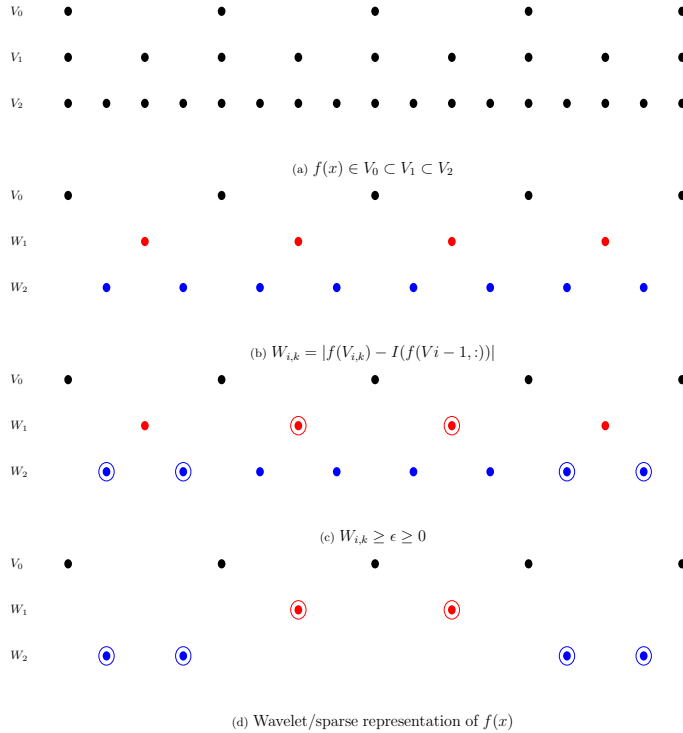 V₀
V₁
V₂
(a) f(x) ∈ V₀ ⊂ V₁ ⊂ V₂
V₀
W₁
W₂
(b) Wᵢ,ₖ = |f(Vᵢ,ₖ) − I(f(Vi − 1, :))|
V₀
W₁
W₂
(c) Wᵢ,ₖ ≥ ϵ ≥ 0
V₀
W₁
W₂
(d) Wavelet/sparse representation of f(x)